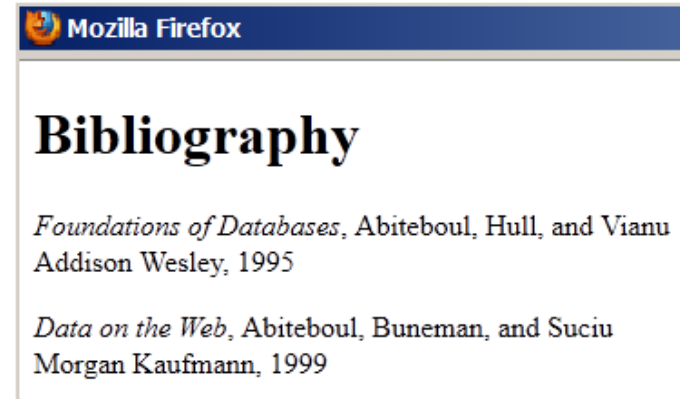 Mozilla Firefox
Bibliography
Foundations of Databases, Abiteboul, Hull, and Vianu
Addison Wesley, 1995
Data on the Web, Abiteboul, Buneman, and Suciu
Morgan Kaufmann, 1999